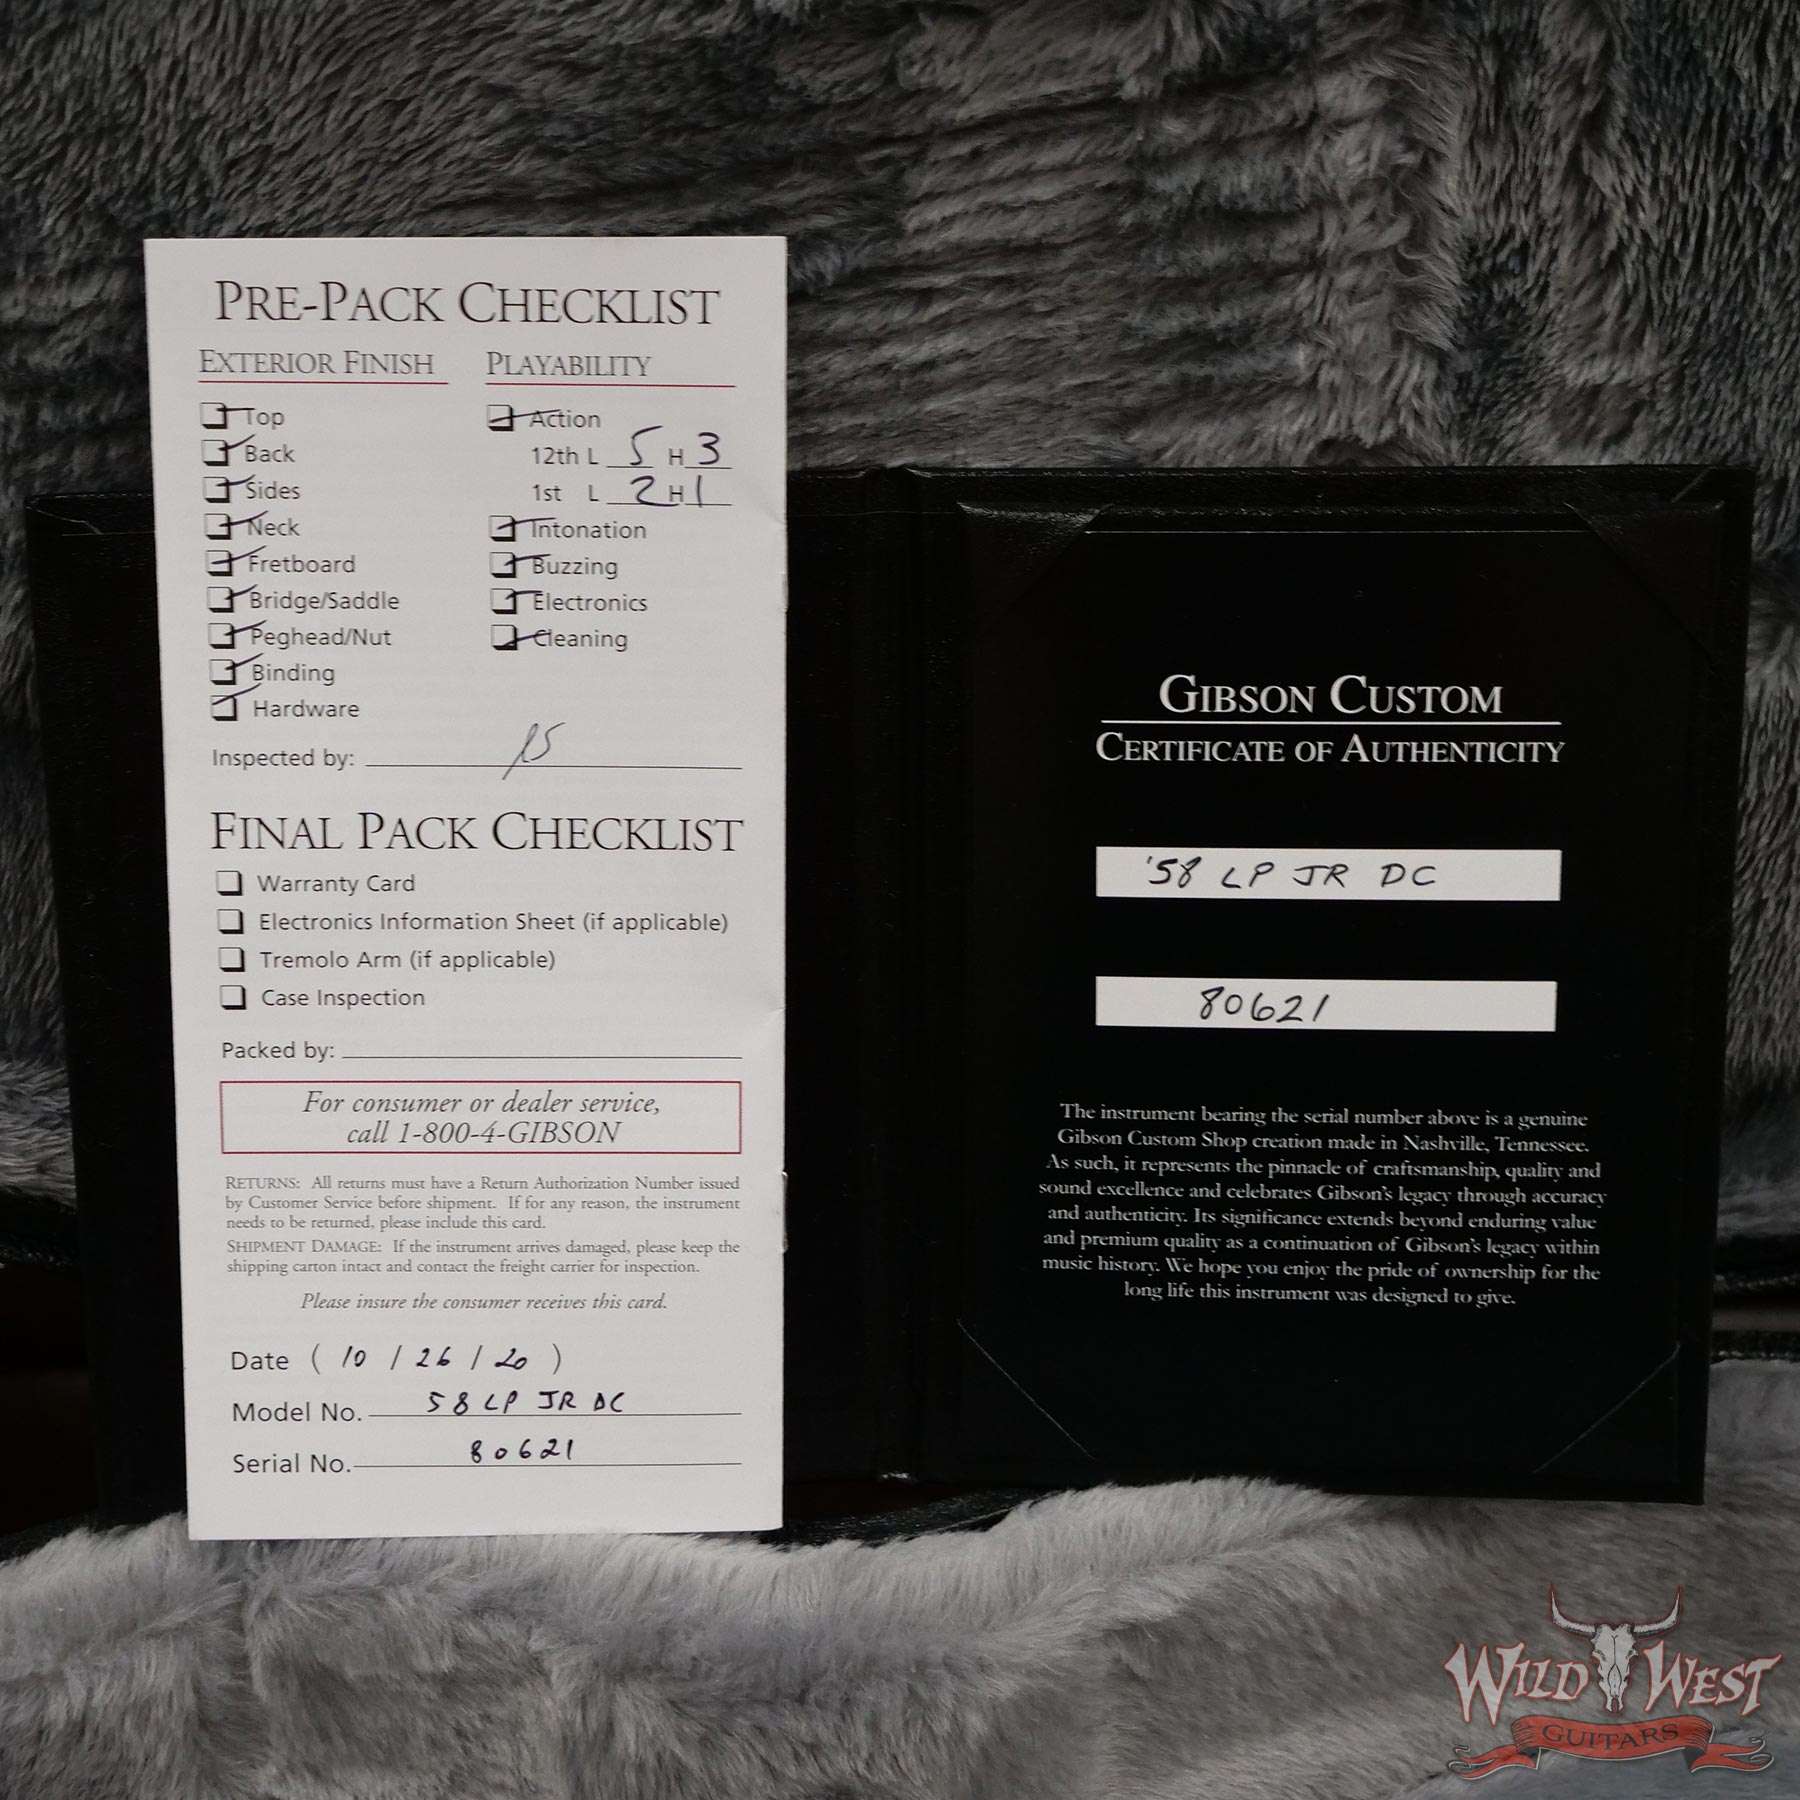 PRE-PACK CHECKLIST
EXTERIOR FINISH
Top
Back
Sides
Neck
Fretboard
Bridge/Saddle
Peghead/Nut
Binding
Hardware
PLAYABILITY
Action
12th L 5 H 3
1st L 2 H 1
Intonation
Buzzing
Electronics
Cleaning
Inspected by:
FINAL PACK CHECKLIST
Warranty Card
Electronics Information Sheet (if applicable)
Tremolo Arm (if applicable)
Case Inspection
Packed by:
For consumer or dealer service,
call 1-800-4-GIBSON
RETURNS: All returns must have a Return Authorization Number issued
by Customer Service before shipment. If for any reason, the instrument
needs to be returned, please include this card.
SHIPMENT DAMAGE: If the instrument arrives damaged, please keep the
shipping carton intact and contact the freight carrier for inspection.
Please insure the consumer receives this card.
Date ( 10 / 26 / 20 )
Model No. 58 LP JR DC
Serial No. 80621
GIBSON CUSTOM
CERTIFICATE OF AUTHENTICITY
'58 LP JR DC
80621
The instrument bearing the serial number above is a genuine
Gibson Custom Shop creation made in Nashville, Tennessee.
As such, it represents the pinnacle of craftsmanship, quality and
sound excellence and celebrates Gibson's legacy through accuracy
and authenticity. Its significance extends beyond enduring value
and premium quality as a continuation of Gibson's legacy within
music history. We hope you enjoy the pride of ownership for the
long life this instrument was designed to give.
WILD WEST
GUITARS